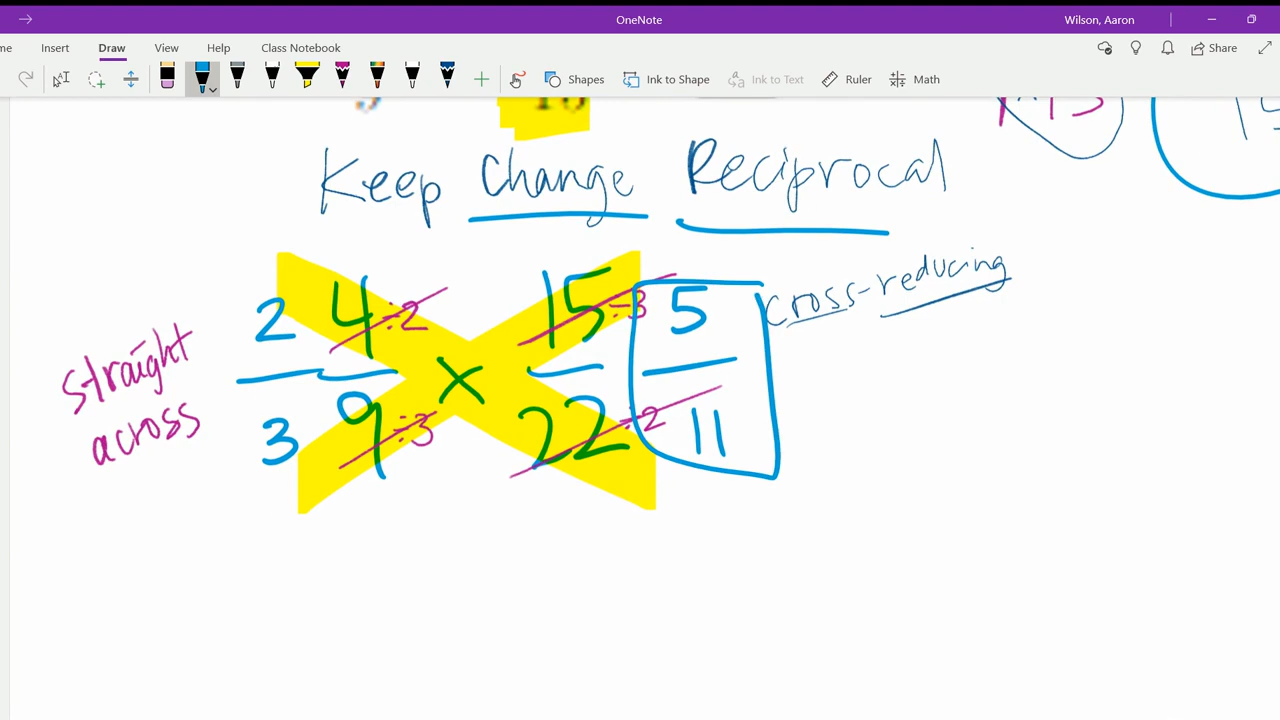 OneNote
Wilson, Aaron
me Insert Draw View Help Class Notebook
Share
Shapes Ink to Shape Ink to Text Ruler Math
Keep Change Reciprocal
cross-reducing
2 4 ÷2 × 15 ÷3 5
3 9 ÷3 22 ÷2 11
straight
across